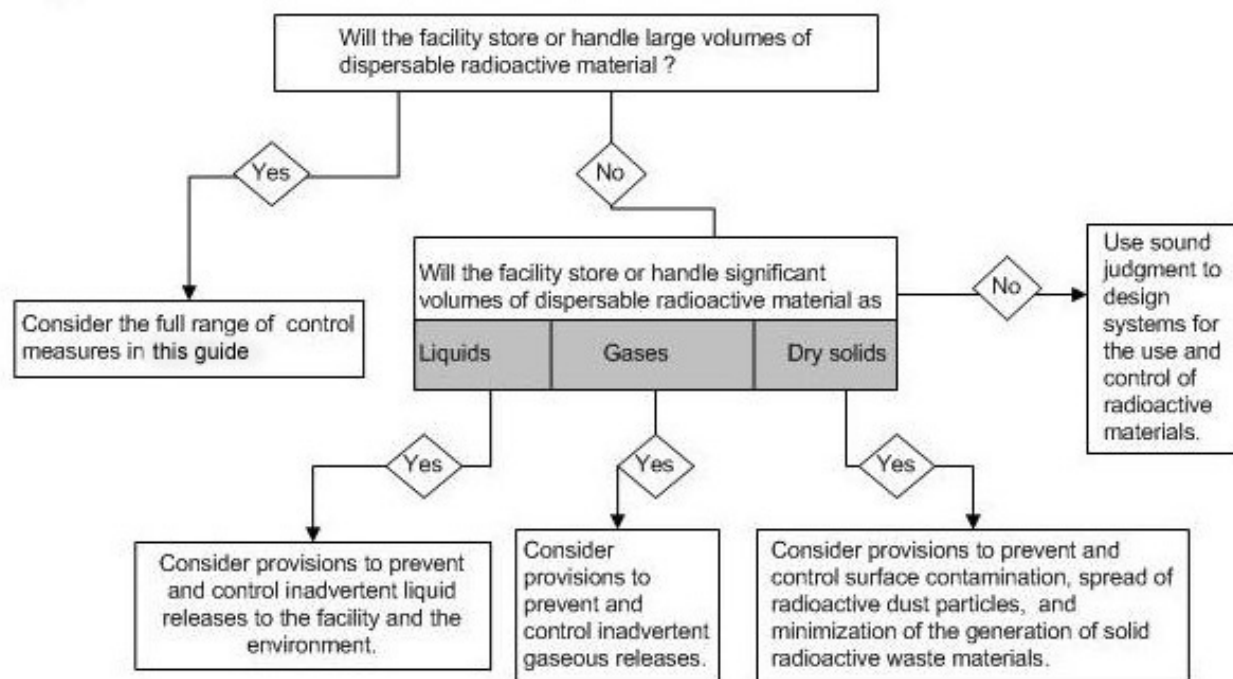 Will the facility store or handle large volumes of
dispersable radioactive material ?
Yes
No
Will the facility store or handle significant
volumes of dispersable radioactive material as
Liquids
Gases
Dry solids
No
Use sound
judgment to
design
systems for
the use and
control of
radioactive
materials.
Consider the full range of control
measures in this guide
Yes
Yes
Yes
Consider provisions to prevent
and control inadvertent liquid
releases to the facility and the
environment.
Consider
provisions to
prevent and
control inadvertent
gaseous releases.
Consider provisions to prevent and
control surface contamination, spread of
radioactive dust particles, and
minimization of the generation of solid
radioactive waste materials.